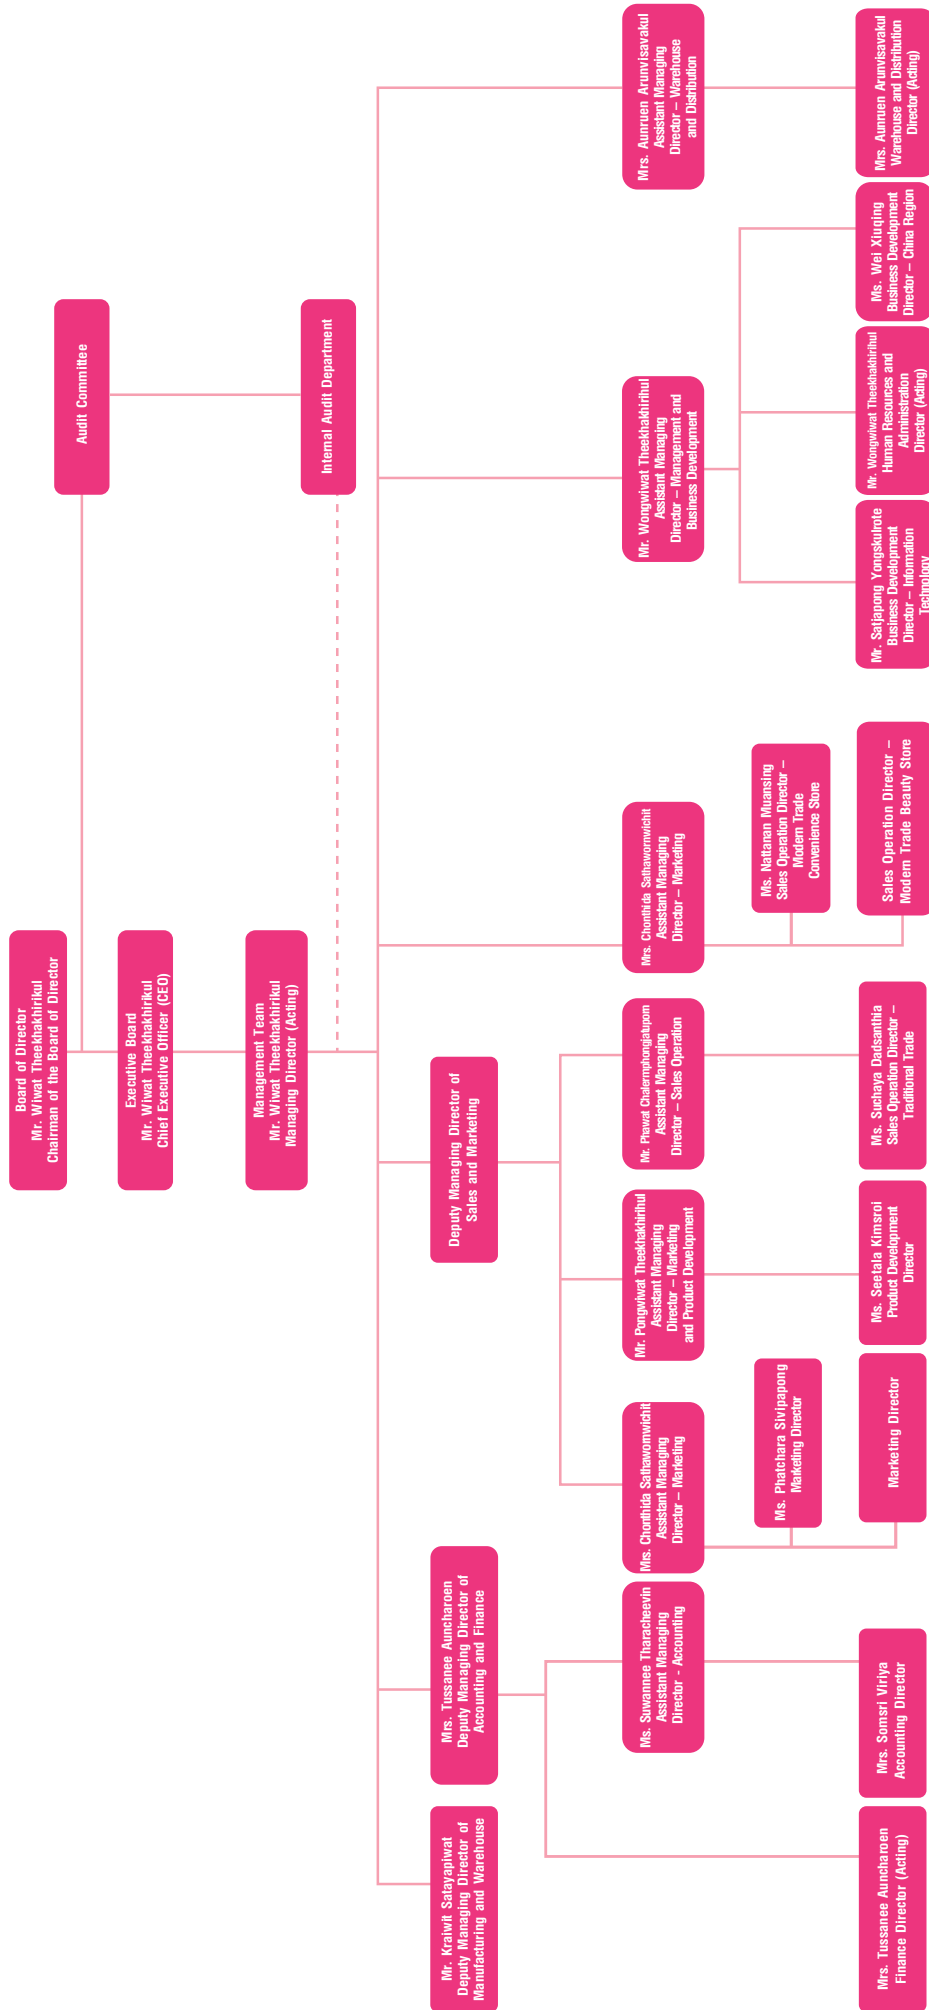 Board of Director
Mr. Wiwat Theekhakhirikul
Chairman of the Board of Director
Audit Committee
Executive Board
Mr. Wiwat Theekhakhirikul
Chief Executive Officer (CEO)
Management Team
Mr. Wiwat Theekhakhirikul
Managing Director (Acting)
Internal Audit Department
Mr. Kraiwit Satayapiwat
Deputy Managing Director of
Manufacturing and Warehouse
Mrs. Tussanee Auncharoen
Deputy Managing Director of
Accounting and Finance
Deputy Managing Director of
Sales and Marketing
Ms. Suwannee Tharacheevin
Assistant Managing
Director - Accounting
Mrs. Chonthida Sathawornwichit
Assistant Managing
Director – Marketing
Mr. Pongwiwat Theekhakhirihul
Assistant Managing
Director – Marketing
and Product Development
Mr. Phawat Chalermphongjatuporn
Assistant Managing
Director – Sales Operation
Mrs. Chonthida Sathawornwichit
Assistant Managing
Director – Marketing
Mr. Wongwiwat Theekhakhirihul
Assistant Managing
Director – Management and
Business Development
Mrs. Aunruen Arunvisavakul
Assistant Managing
Director – Warehouse
and Distribution
Ms. Phatchara Sivipapong
Marketing Director
Ms. Nattanan Muansing
Sales Operation Director –
Modern Trade
Convenience Store
Mrs. Tussanee Auncharoen
Finance Director (Acting)
Mrs. Somsri Viriya
Accounting Director
Marketing Director
Ms. Seetala Kimsroi
Product Development
Director
Ms. Suchaya Dadsanthia
Sales Operation Director –
Traditional Trade
Sales Operation Director –
Modern Trade Beauty Store
Mr. Satjapong Yongskulrote
Business Development
Director – Information
Technology
Mr. Wongwiwat Theekhakhirihul
Human Resources and
Administration
Director (Acting)
Ms. Wei Xiuqing
Business Development
Director – China Region
Mrs. Aunruen Arunvisavakul
Warehouse and Distribution
Director (Acting)